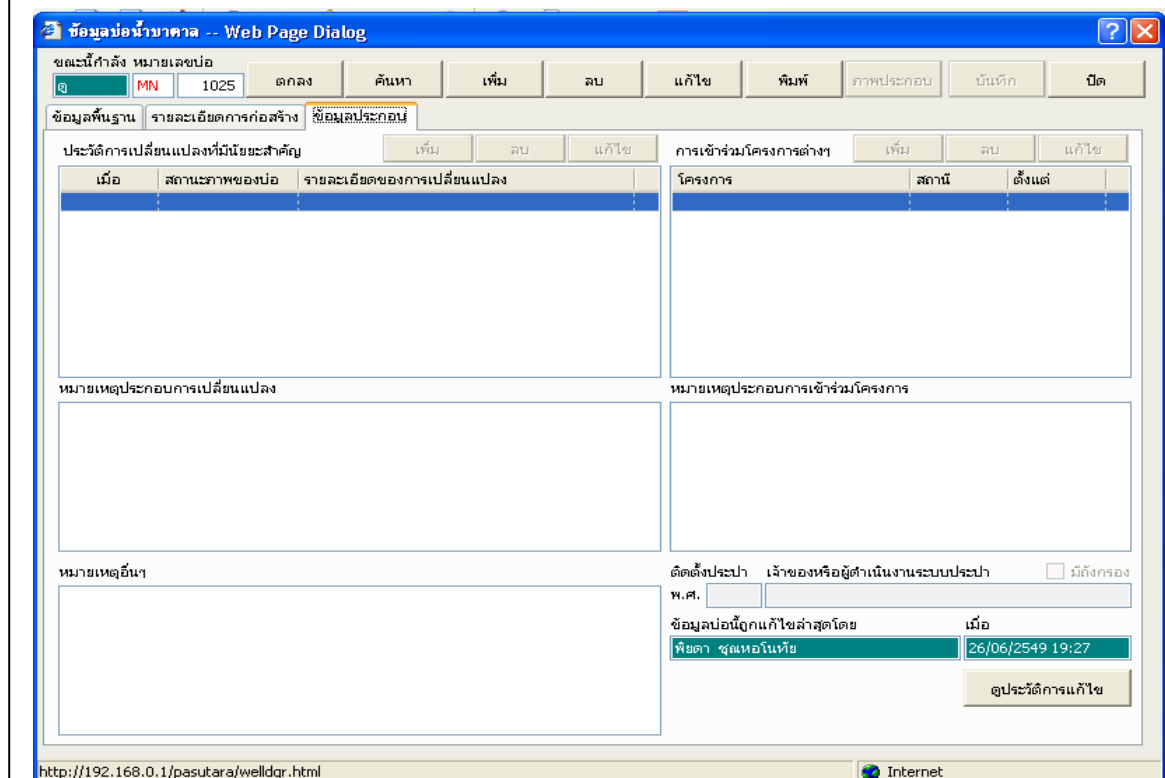 ข้อมูลบ่อน้ำบาดาล -- Web Page Dialog
ขณะนี้กำลัง หมายเลขบ่อ
ดู MN 1025 ตกลง ค้นหา เพิ่ม ลบ แก้ไข พิมพ์ ภาพประกอบ บันทึก ปิด
ข้อมูลพื้นฐาน รายละเอียดการก่อสร้าง ข้อมูลประกอบ
ประวัติการเปลี่ยนแปลงที่มีนัยยะสำคัญ เพิ่ม ลบ แก้ไข การเข้าร่วมโครงการต่างๆ เพิ่ม ลบ แก้ไข
เมื่อ สถานะภาพของบ่อ รายละเอียดของการเปลี่ยนแปลง โครงการ สถานี ตั้งแต่
หมายเหตุประกอบการเปลี่ยนแปลง หมายเหตุประกอบการเข้าร่วมโครงการ
หมายเหตุอื่นๆ ติดตั้งประปา เจ้าของหรือผู้ดำเนินงานระบบประปา มีถังกรอง
พ.ศ.
ข้อมูลบ่อนี้ถูกแก้ไขล่าสุดโดย เมื่อ
พิยดา ชุณหอโนทัย 26/06/2549 19:27
ดูประวัติการแก้ไข
http://192.168.0.1/pasutara/welldgr.html Internet